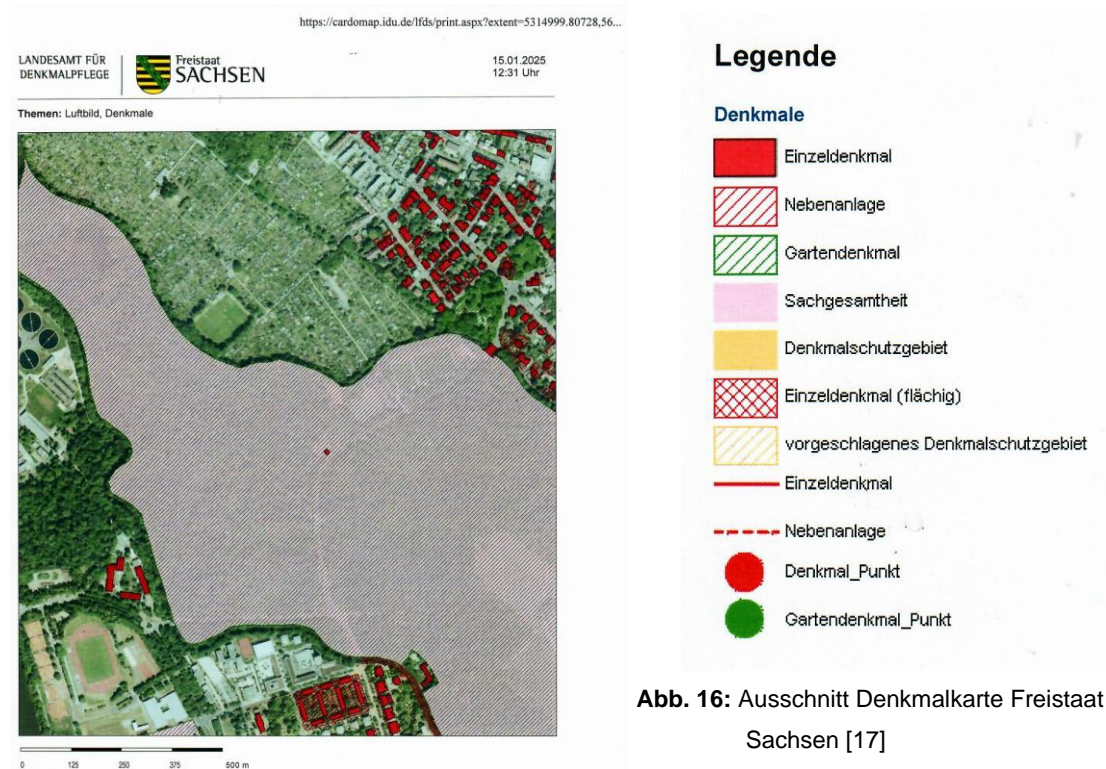 https://cardomap.idu.de/lfds/print.aspx?extent=5314999.80728,56...
LANDESAMT FÜR
DENKMALPFLEGE
Freistaat
SACHSEN
15.01.2025
12:31 Uhr
Themen: Luftbild, Denkmale
0 125 250 375 500 m
Legende
Denkmale
Einzeldenkmal
Nebenanlage
Gartendenkmal
Sachgesamtheit
Denkmalschutzgebiet
Einzeldenkmal (flächig)
vorgeschlagenes Denkmalschutzgebiet
Einzeldenkmal
Nebenanlage
Denkmal_Punkt
Gartendenkmal_Punkt
Abb. 16: Ausschnitt Denkmalkarte Freistaat
Sachsen [17]